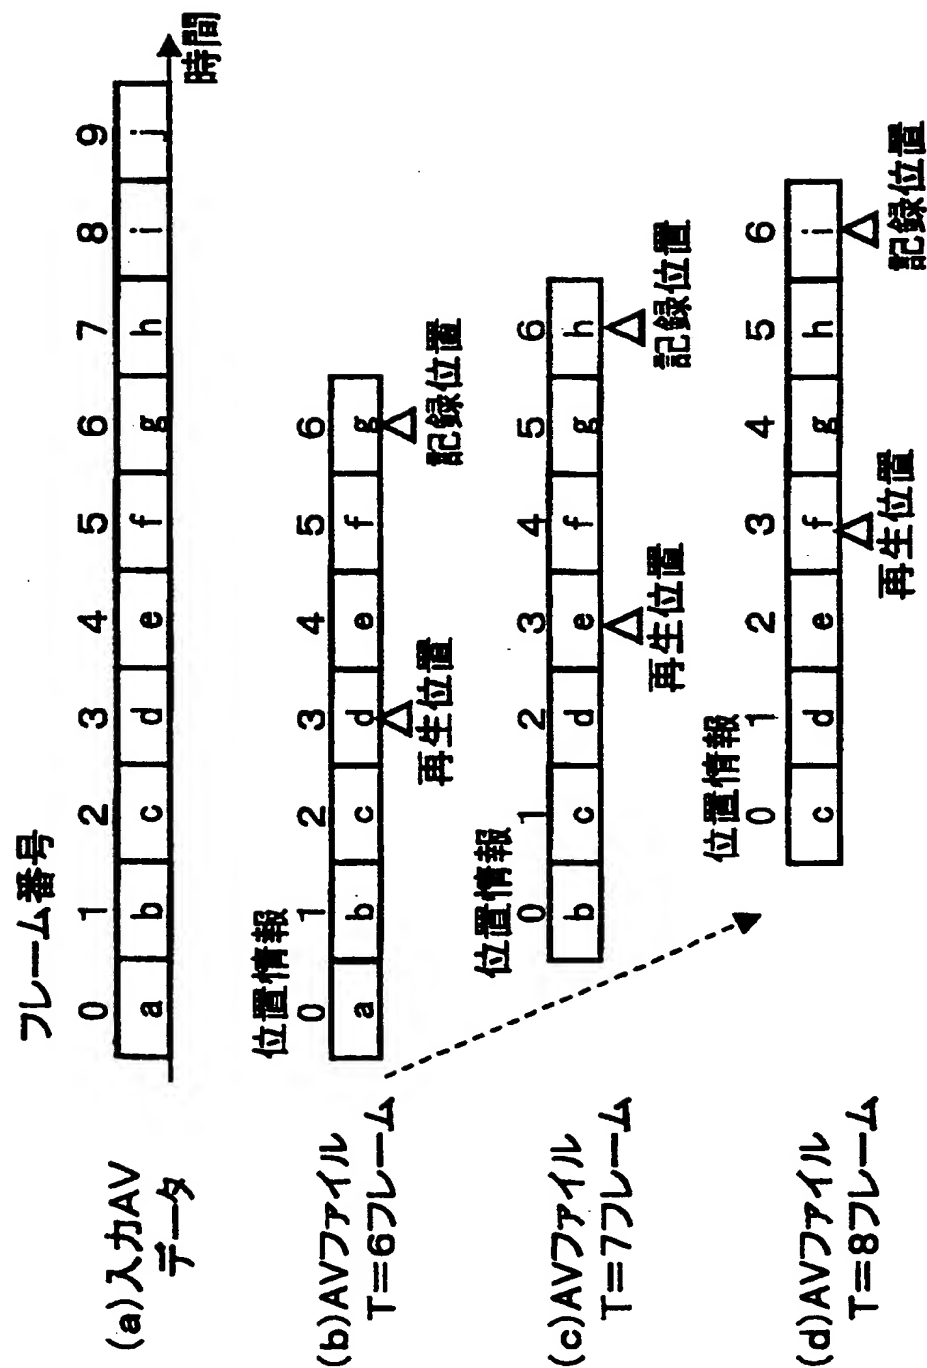 フレーム番号
0 1 2 3 4 5 6 7 8 9
(a)入力AV
データ
a b c d e f g h i j
時間
位置情報
0 1 2 3 4 5 6
(b)AVファイル
T=6フレーム
a b c d e f g
再生位置 記録位置
位置情報
0 1 2 3 4 5 6
(c)AVファイル
T=7フレーム
b c d e f g h
再生位置 記録位置
位置情報
0 1 2 3 4 5 6
(d)AVファイル
T=8フレーム
c d e f g h i
再生位置 記録位置